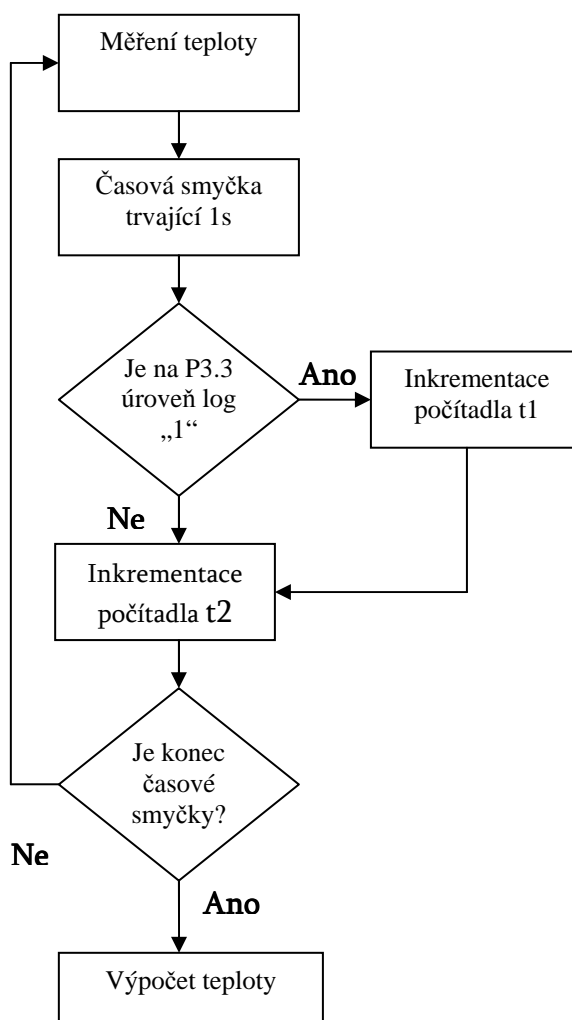 Měření teploty
Časová smyčka
trvající 1s
Je na P3.3
úroveň log
„1“
Ano
Inkrementace
počítadla t1
Ne
Inkrementace
počítadla t2
Je konec
časové
smyčky?
Ne
Ano
Výpočet teploty